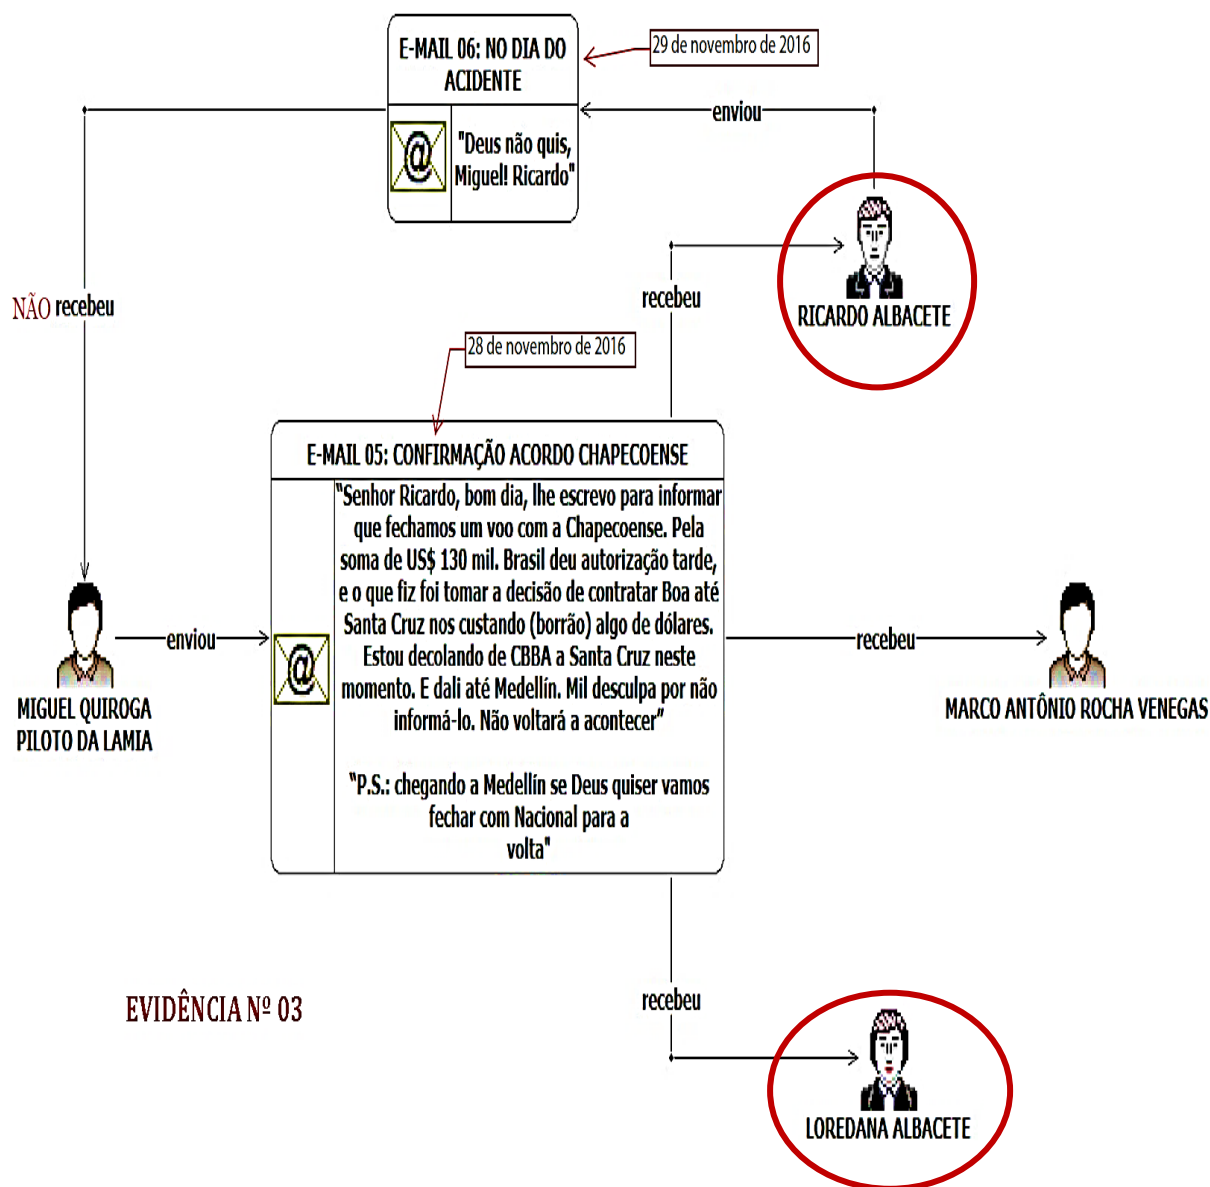 E-MAIL 06: NO DIA DO
ACIDENTE
29 de novembro de 2016
enviou
"Deus não quis,
Miguel! Ricardo"
RICARDO ALBACETE
NÃO recebeu
recebeu
28 de novembro de 2016
E-MAIL 05: CONFIRMAÇÃO ACORDO CHAPECOENSE
"Senhor Ricardo, bom dia, lhe escrevo para informar
que fechamos um voo com a Chapecoense. Pela
soma de US$ 130 mil. Brasil deu autorização tarde,
e o que fiz foi tomar a decisão de contratar Boa até
Santa Cruz nos custando (borrão) algo de dólares.
Estou decolando de CBBA a Santa Cruz neste
momento. E dali até Medellín. Mil desculpa por não
informá-lo. Não voltará a acontecer"
"P.S.: chegando a Medellín se Deus quiser vamos
fechar com Nacional para a
volta"
enviou
MIGUEL QUIROGA
PILOTO DA LAMIA
recebeu
MARCO ANTÔNIO ROCHA VENEGAS
recebeu
LOREDANA ALBACETE
EVIDÊNCIA Nº 03